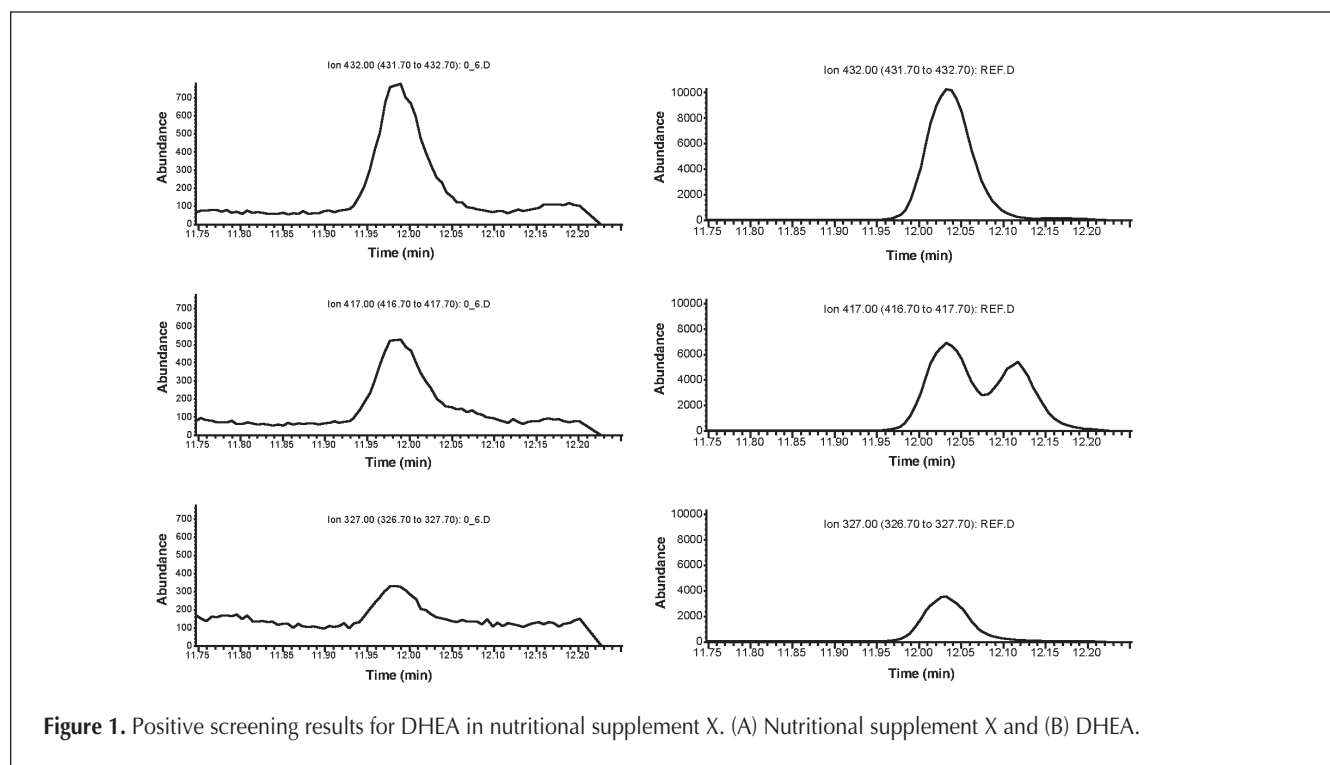 Ion 432.00 (431.70 to 432.70): 0_6.D
Abundance
700
600
500
400
300
200
100
0
11.75 11.80 11.85 11.90 11.95 12.00 12.05 12.10 12.15 12.20
Time (min)
Ion 432.00 (431.70 to 432.70): REF.D
Abundance
10000
8000
6000
4000
2000
0
11.75 11.80 11.85 11.90 11.95 12.00 12.05 12.10 12.15 12.20
Time (min)
Ion 417.00 (416.70 to 417.70): 0_6.D
Abundance
700
600
500
400
300
200
100
0
11.75 11.80 11.85 11.90 11.95 12.00 12.05 12.10 12.15 12.20
Time (min)
Ion 417.00 (416.70 to 417.70): REF.D
Abundance
10000
8000
6000
4000
2000
0
11.75 11.80 11.85 11.90 11.95 12.00 12.05 12.10 12.15 12.20
Time (min)
Ion 327.00 (326.70 to 327.70): 0_6.D
Abundance
700
600
500
400
300
200
100
0
11.75 11.80 11.85 11.90 11.95 12.00 12.05 12.10 12.15 12.20
Time (min)
Ion 327.00 (326.70 to 327.70): REF.D
Abundance
10000
8000
6000
4000
2000
0
11.75 11.80 11.85 11.90 11.95 12.00 12.05 12.10 12.15 12.20
Time (min)
Figure 1. Positive screening results for DHEA in nutritional supplement X. (A) Nutritional supplement X and (B) DHEA.